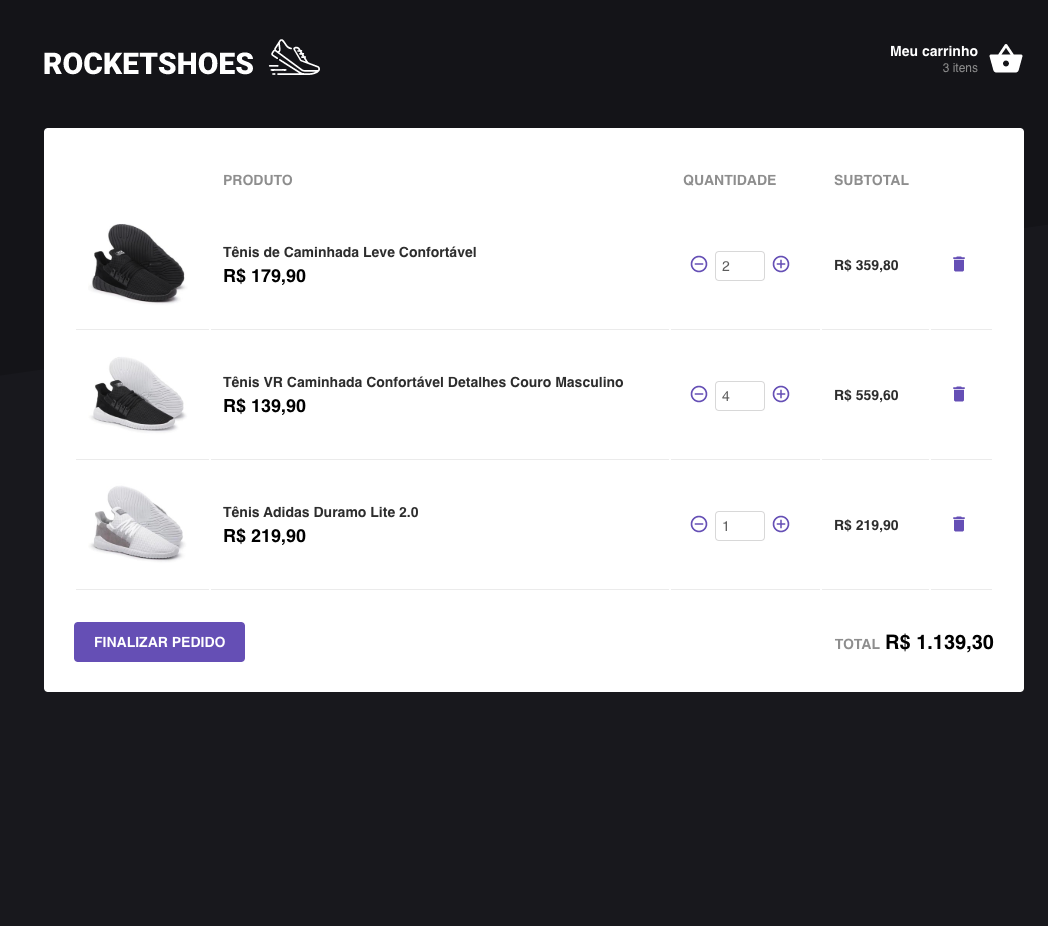 ROCKETSHOES
Meu carrinho
3 itens
PRODUTO QUANTIDADE SUBTOTAL
Tênis de Caminhada Leve Confortável
R$ 179,90
2
R$ 359,80
Tênis VR Caminhada Confortável Detalhes Couro Masculino
R$ 139,90
4
R$ 559,60
Tênis Adidas Duramo Lite 2.0
R$ 219,90
1
R$ 219,90
FINALIZAR PEDIDO
TOTAL R$ 1.139,30